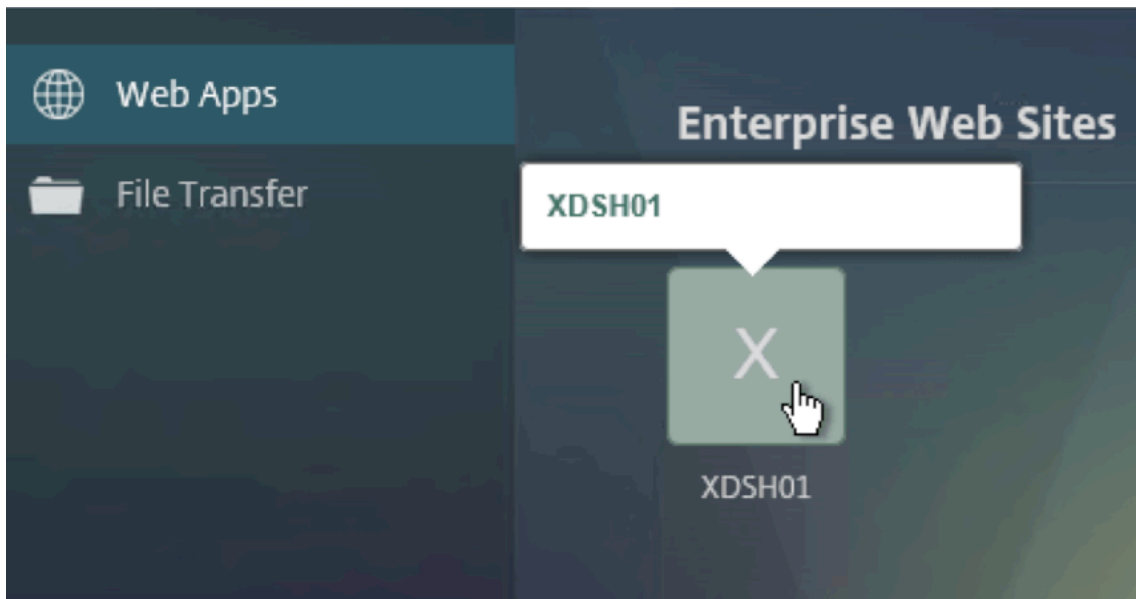 Web Apps
File Transfer
Enterprise Web Sites
XDSH01
X
XDSH01